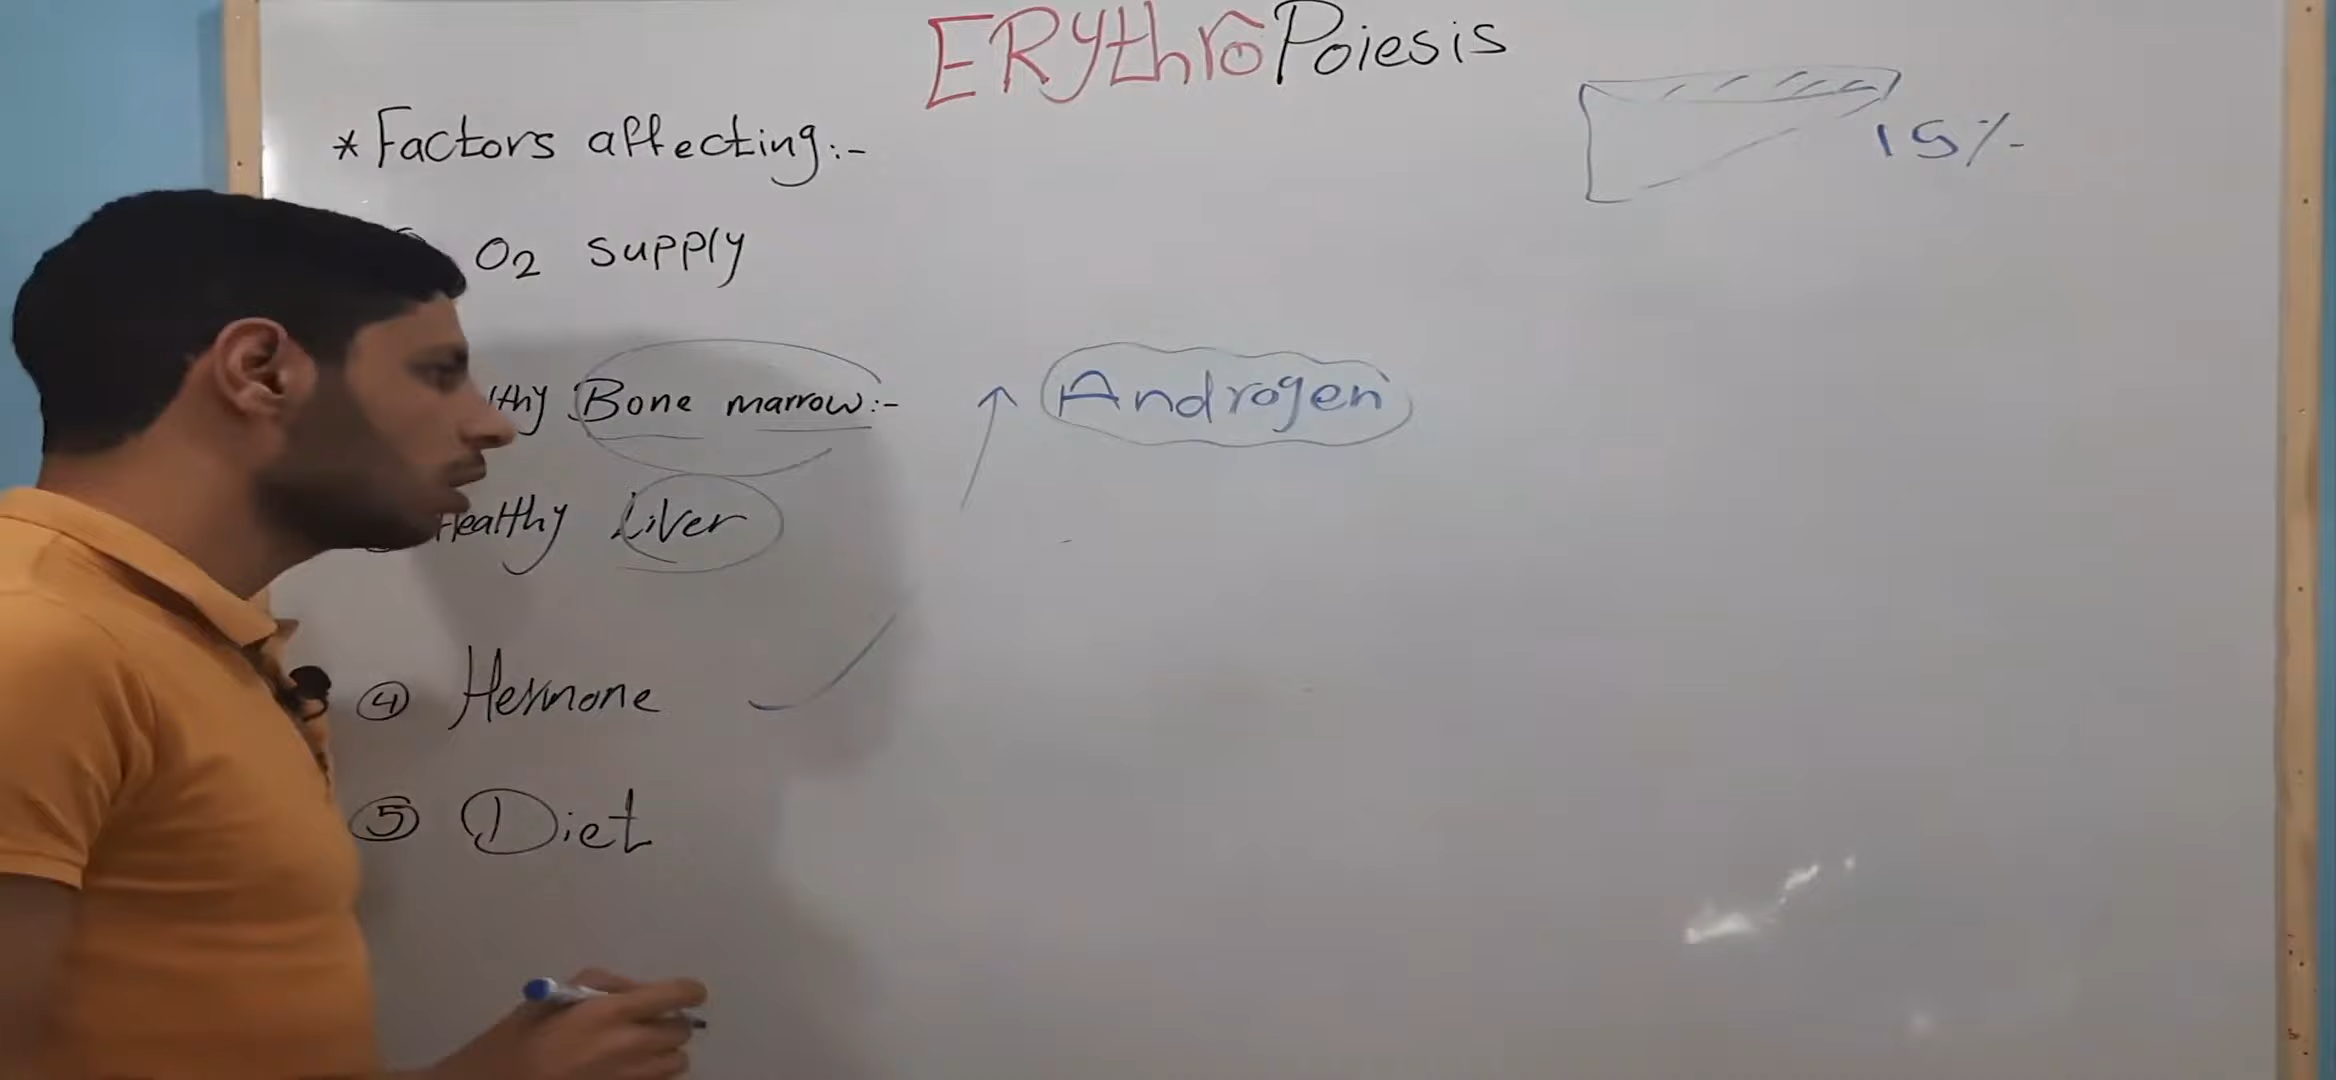 ERythroPoiesis
* Factors affecting:-
15%
O2 supply
Bone marrow:-
↑ Androgen
Healthy Liver
④ Hormone
⑤ Diet